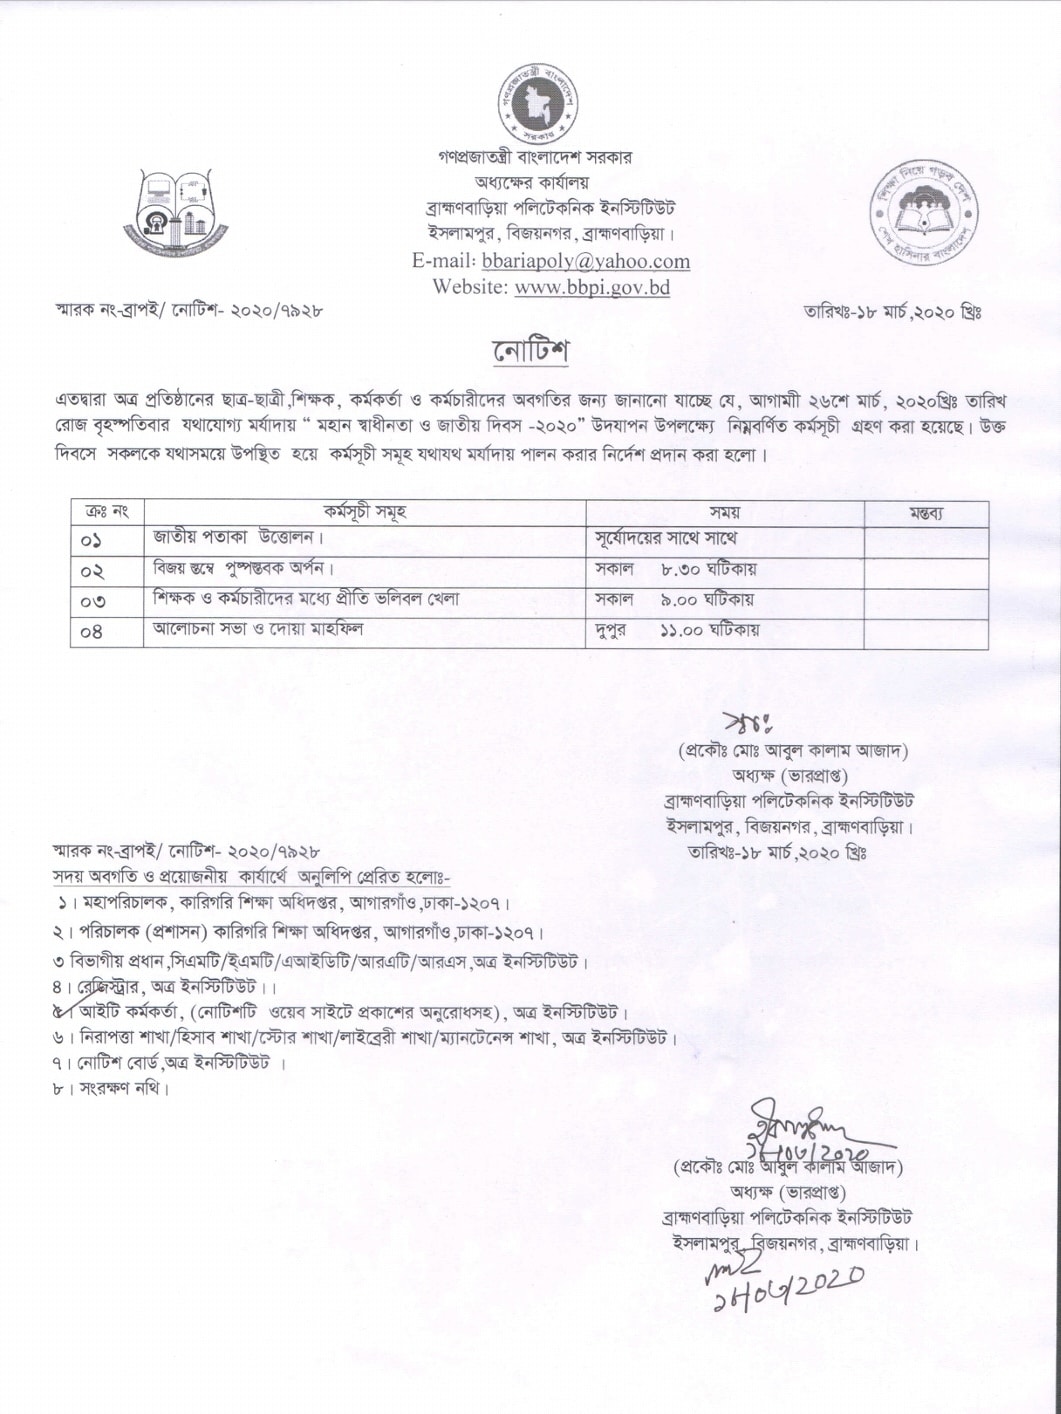 গণপ্রজাতন্ত্রী বাংলাদেশ
সরকার
শিক্ষা নিয়ে গড়ব দেশ
শেখ হাসিনার বাংলাদেশ
গণপ্রজাতন্ত্রী বাংলাদেশ সরকার
অধ্যক্ষের কার্যালয়
ব্রাহ্মণবাড়িয়া পলিটেকনিক ইনস্টিটিউট
ইসলামপুর, বিজয়নগর, ব্রাহ্মণবাড়িয়া।
E-mail: bbariapoly@yahoo.com
Website: www.bbpi.gov.bd
স্মারক নং-ব্রাপই/ নোটিশ- ২০২০/৭৯২৮ তারিখঃ-১৮ মার্চ,২০২০ খ্রিঃ
নোটিশ
এতদ্বারা অত্র প্রতিষ্ঠানের ছাত্র-ছাত্রী,শিক্ষক, কর্মকর্তা ও কর্মচারীদের অবগতির জন্য জানানো যাচ্ছে যে, আগামাী ২৬শে মার্চ, ২০২০খ্রিঃ তারিখ
রোজ বৃহস্পতিবার যথাযোগ্য মর্যাদায় “ মহান স্বাধীনতা ও জাতীয় দিবস -২০২০” উদযাপন উপলক্ষ্যে নিম্নবর্ণিত কর্মসূচী গ্রহণ করা হয়েছে। উক্ত
দিবসে সকলকে যথাসময়ে উপস্থিত হয়ে কর্মসূচী সমূহ যথাযথ মর্যাদায় পালন করার নির্দেশ প্রদান করা হলো।
ক্রঃ নং কর্মসূচী সমূহ সময় মন্তব্য
০১ জাতীয় পতাকা উত্তোলন। সূর্যোদয়ের সাথে সাথে
০২ বিজয় স্তম্বে পুষ্পস্তবক অর্পন। সকাল ৮.৩০ ঘটিকায়
০৩ শিক্ষক ও কর্মচারীদের মধ্যে প্রীতি ভলিবল খেলা সকাল ৯.০০ ঘটিকায়
০৪ আলোচনা সভা ও দোয়া মাহফিল দুপুর ১১.০০ ঘটিকায়
স্বাঃ
(প্রকৌঃ মোঃ আবুল কালাম আজাদ)
অধ্যক্ষ (ভারপ্রাপ্ত)
ব্রাহ্মণবাড়িয়া পলিটেকনিক ইনস্টিটিউট
ইসলামপুর, বিজয়নগর, ব্রাহ্মণবাড়িয়া।
স্মারক নং-ব্রাপই/ নোটিশ- ২০২০/৭৯২৮ তারিখঃ-১৮ মার্চ,২০২০ খ্রিঃ
সদয় অবগতি ও প্রয়োজনীয় কার্যার্থে অনুলিপি প্রেরিত হলোঃ-
১। মহাপরিচালক, কারিগরি শিক্ষা অধিদপ্তর, আগারগাঁও,ঢাকা-১২০৭।
২। পরিচালক (প্রশাসন) কারিগরি শিক্ষা অধিদপ্তর, আগারগাঁও,ঢাকা-১২০৭।
৩ বিভাগীয় প্রধান,সিএমটি/ইএমটি/এআইডিটি/আরএটি/আরএস,অত্র ইনস্টিটিউট।
৪। রেজিস্ট্রার, অত্র ইনস্টিটিউট।।
৫। আইটি কর্মকর্তা, (নোটিশটি ওয়েব সাইটে প্রকাশের অনুরোধসহ), অত্র ইনস্টিটিউট।
৬। নিরাপত্তা শাখা/হিসাব শাখা/স্টোর শাখা/লাইব্রেরী শাখা/ম্যানটেনেন্স শাখা, অত্র ইনস্টিটিউট।
৭। নোটিশ বোর্ড,অত্র ইনস্টিটিউট ।
৮। সংরক্ষণ নথি।
১৮/০৩/2020
(প্রকৌঃ মোঃ আবুল কালাম আজাদ)
অধ্যক্ষ (ভারপ্রাপ্ত)
ব্রাহ্মণবাড়িয়া পলিটেকনিক ইনস্টিটিউট
ইসলামপুর, বিজয়নগর, ব্রাহ্মণবাড়িয়া।
১৮/০৩/2020